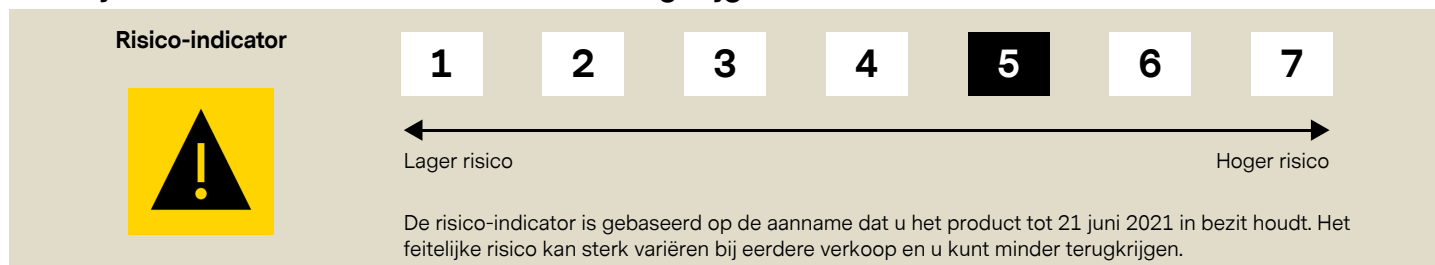 Risico-indicator
1 2 3 4 5 6 7
Lager risico Hoger risico
De risico-indicator is gebaseerd op de aanname dat u het product tot 21 juni 2021 in bezit houdt. Het
feitelijke risico kan sterk variëren bij eerdere verkoop en u kunt minder terugkrijgen.